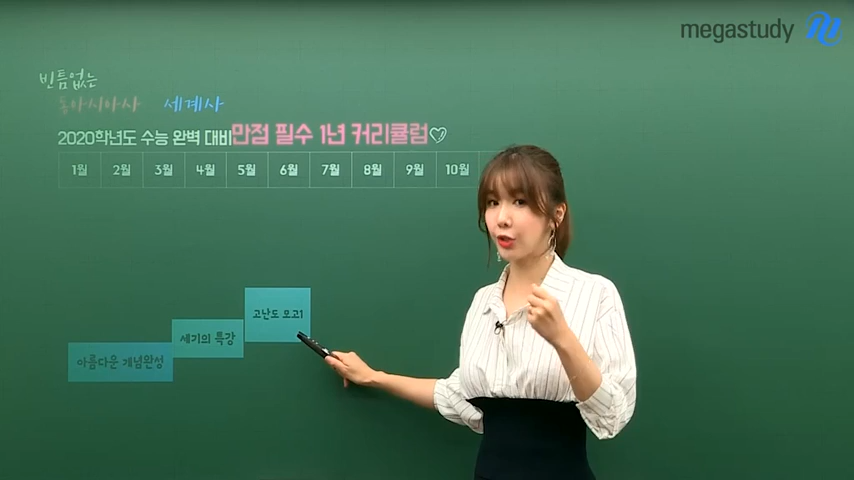 megastudy
빈틈없는
동아시아사 세계사
2020학년도 수능 완벽 대비 만점 필수 1년 커리큘럼♡
1월 2월 3월 4월 5월 6월 7월 8월 9월 10월
고난도 모고1
세기의 특강
아름다운 개념완성